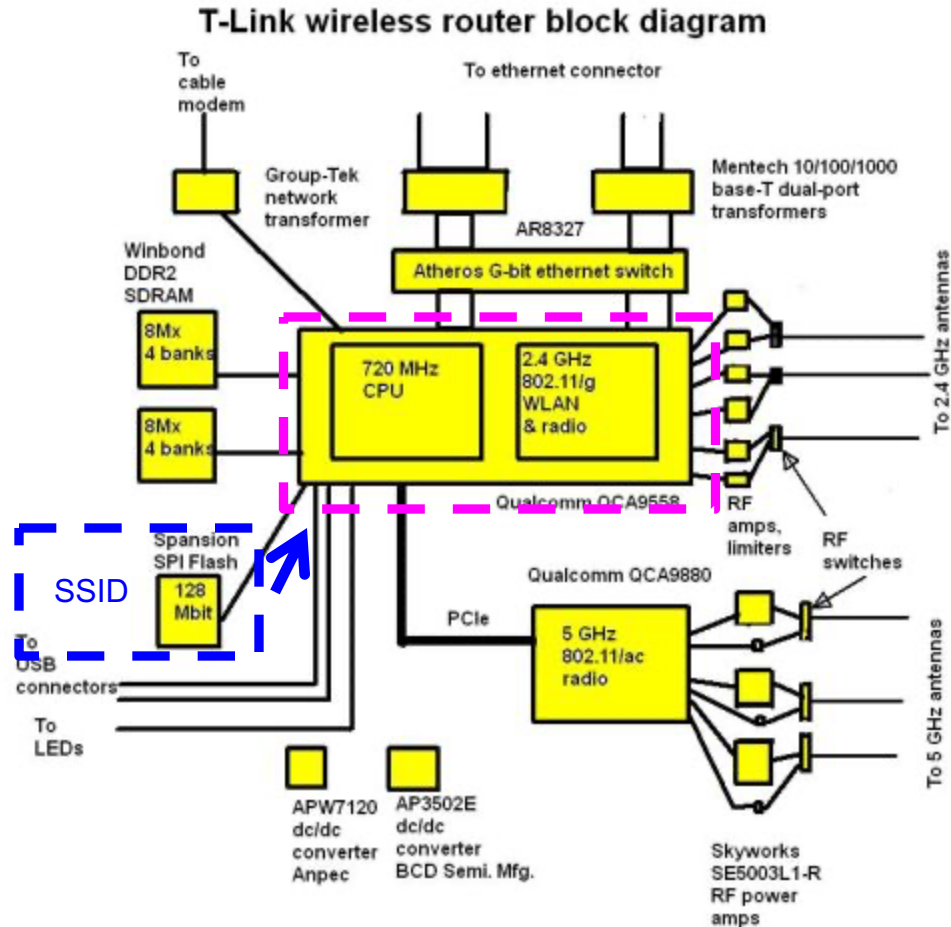 T-Link wireless router block diagram
To
cable
modem
To ethernet connector
Group-Tek
network
transformer
Mentech 10/100/1000
base-T dual-port
transformers
AR8327
Atheros G-bit ethernet switch
Winbond
DDR2
SDRAM
8Mx
4 banks
8Mx
4 banks
720 MHz
CPU
2.4 GHz
802.11/g
WLAN
& radio
To 2.4 GHz antennas
Qualcomm QCA9558
RF
amps,
limiters
RF
switches
Spansion
SPI Flash
128
Mbit
SSID
To
USB
connectors
To
LEDs
PCIe
Qualcomm QCA9880
5 GHz
802.11/ac
radio
To 5 GHz antennas
APW7120
dc/dc
converter
Anpec
AP3502E
dc/dc
converter
BCD Semi. Mfg.
Skyworks
SE5003L1-R
RF power
amps